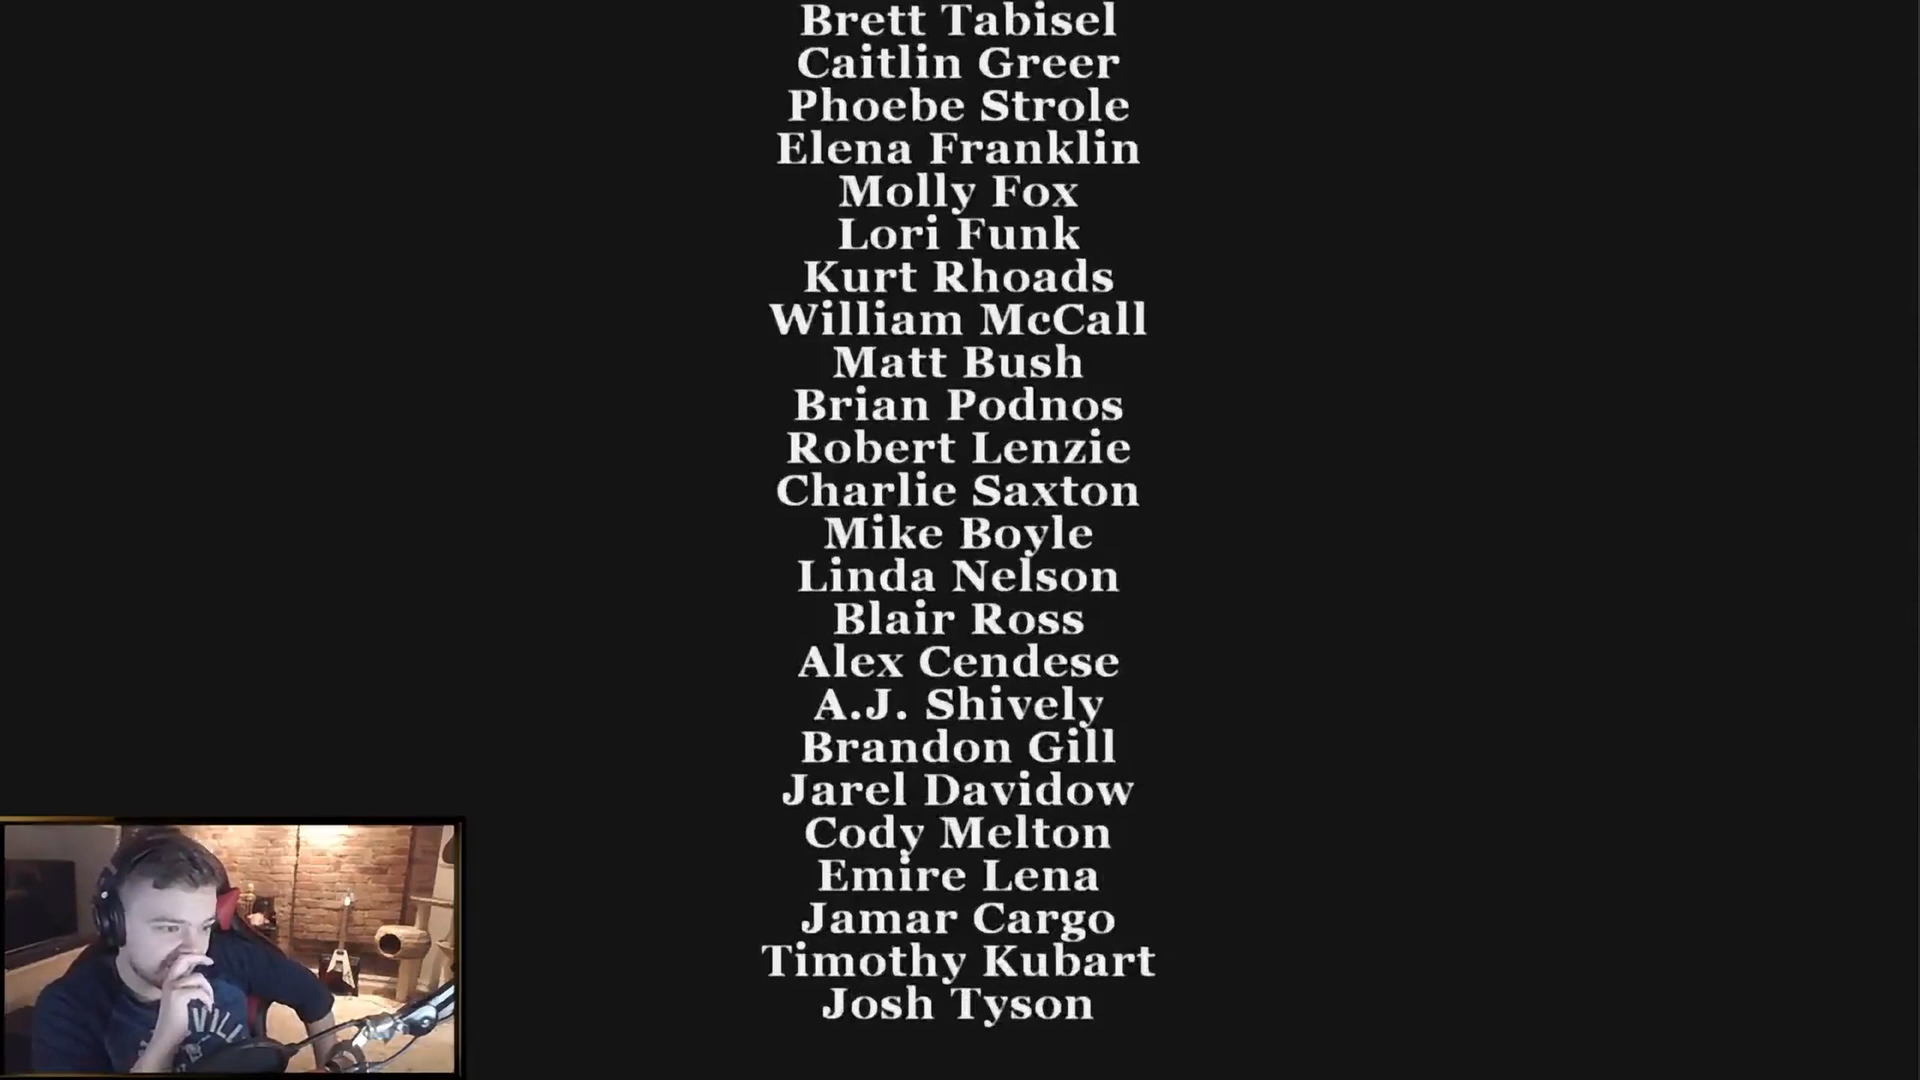 Brett Tabisel
Caitlin Greer
Phoebe Strole
Elena Franklin
Molly Fox
Lori Funk
Kurt Rhoads
William McCall
Matt Bush
Brian Podnos
Robert Lenzie
Charlie Saxton
Mike Boyle
Linda Nelson
Blair Ross
Alex Cendese
A.J. Shively
Brandon Gill
Jarel Davidow
Cody Melton
Emire Lena
Jamar Cargo
Timothy Kubart
Josh Tyson